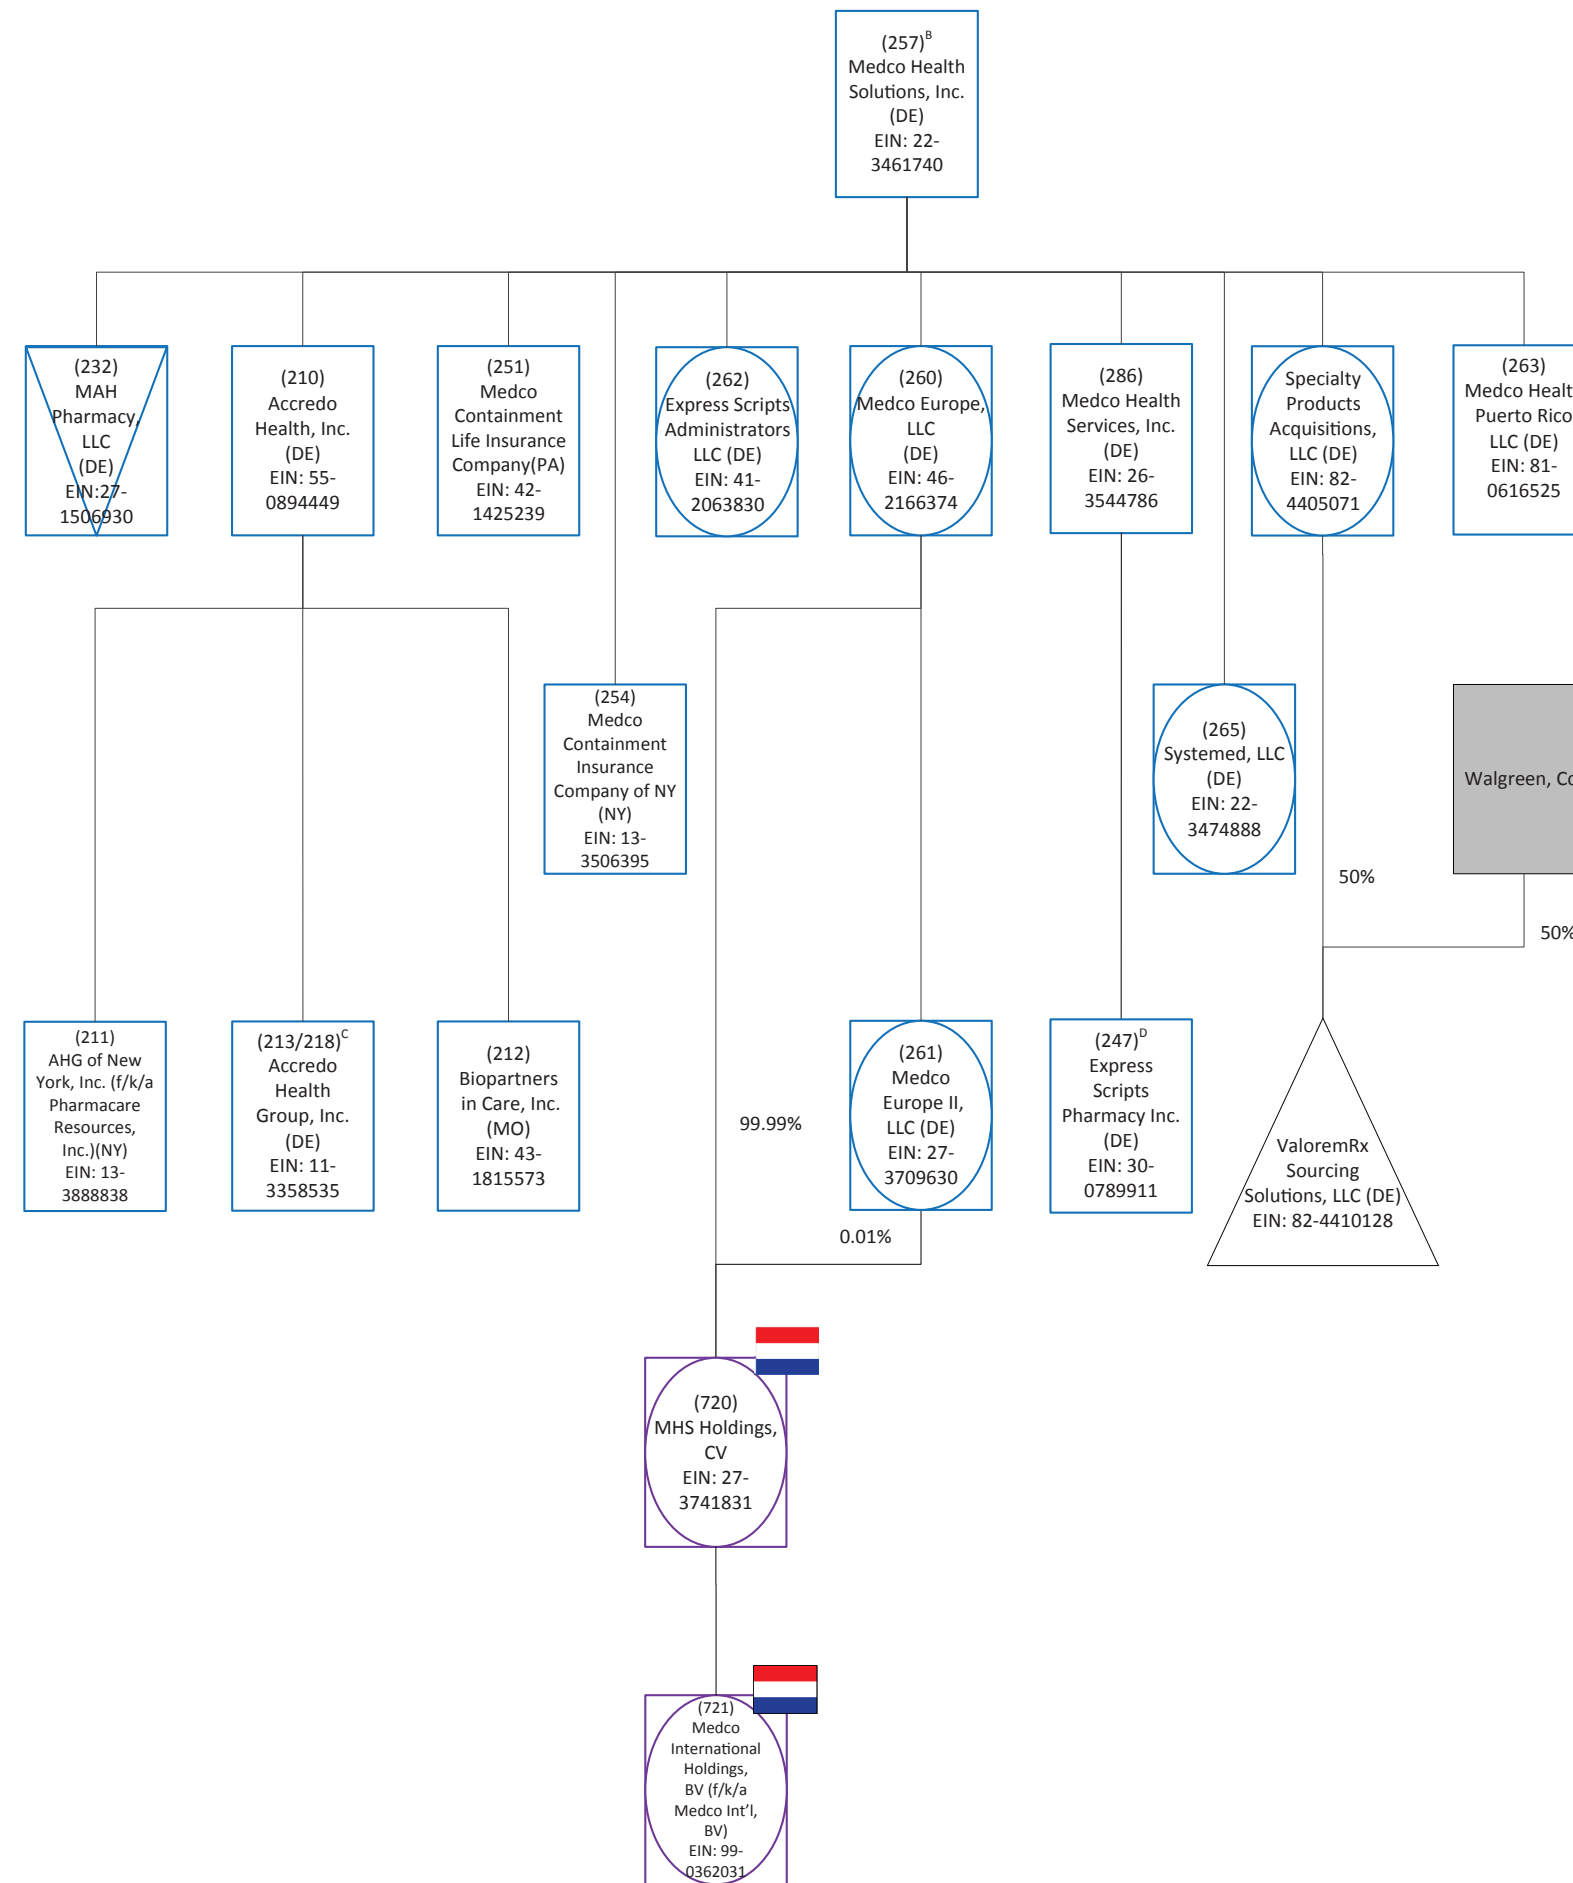 (257)B
Medco Health
Solutions, Inc.
(DE)
EIN: 22-
3461740
(232)
MAH
Pharmacy,
LLC
(DE)
EIN:27-
1506930
(210)
Accredo
Health, Inc.
(DE)
EIN: 55-
0894449
(251)
Medco
Containment
Life Insurance
Company(PA)
EIN: 42-
1425239
(262)
Express Scripts
Administrators
LLC (DE)
EIN: 41-
2063830
(260)
Medco Europe,
LLC
(DE)
EIN: 46-
2166374
(286)
Medco Health
Services, Inc.
(DE)
EIN: 26-
3544786
Specialty
Products
Acquisitions,
LLC (DE)
EIN: 82-
4405071
(263)
Medco Healt
Puerto Rico
LLC (DE)
EIN: 81-
0616525
(254)
Medco
Containment
Insurance
Company of NY
(NY)
EIN: 13-
3506395
(265)
Systemed, LLC
(DE)
EIN: 22-
3474888
Walgreen, Co
50%
50%
(211)
AHG of New
York, Inc. (f/k/a
Pharmacare
Resources,
Inc.)(NY)
EIN: 13-
3888838
(213/218)C
Accredo
Health
Group, Inc.
(DE)
EIN: 11-
3358535
(212)
Biopartners
in Care, Inc.
(MO)
EIN: 43-
1815573
99.99%
(261)
Medco
Europe II,
LLC (DE)
EIN: 27-
3709630
0.01%
(247)D
Express
Scripts
Pharmacy Inc.
(DE)
EIN: 30-
0789911
ValoremRx
Sourcing
Solutions, LLC (DE)
EIN: 82-4410128
(720)
MHS Holdings,
CV
EIN: 27-
3741831
(721)
Medco
International
Holdings,
BV (f/k/a
Medco Int’l,
BV)
EIN: 99-
0362031